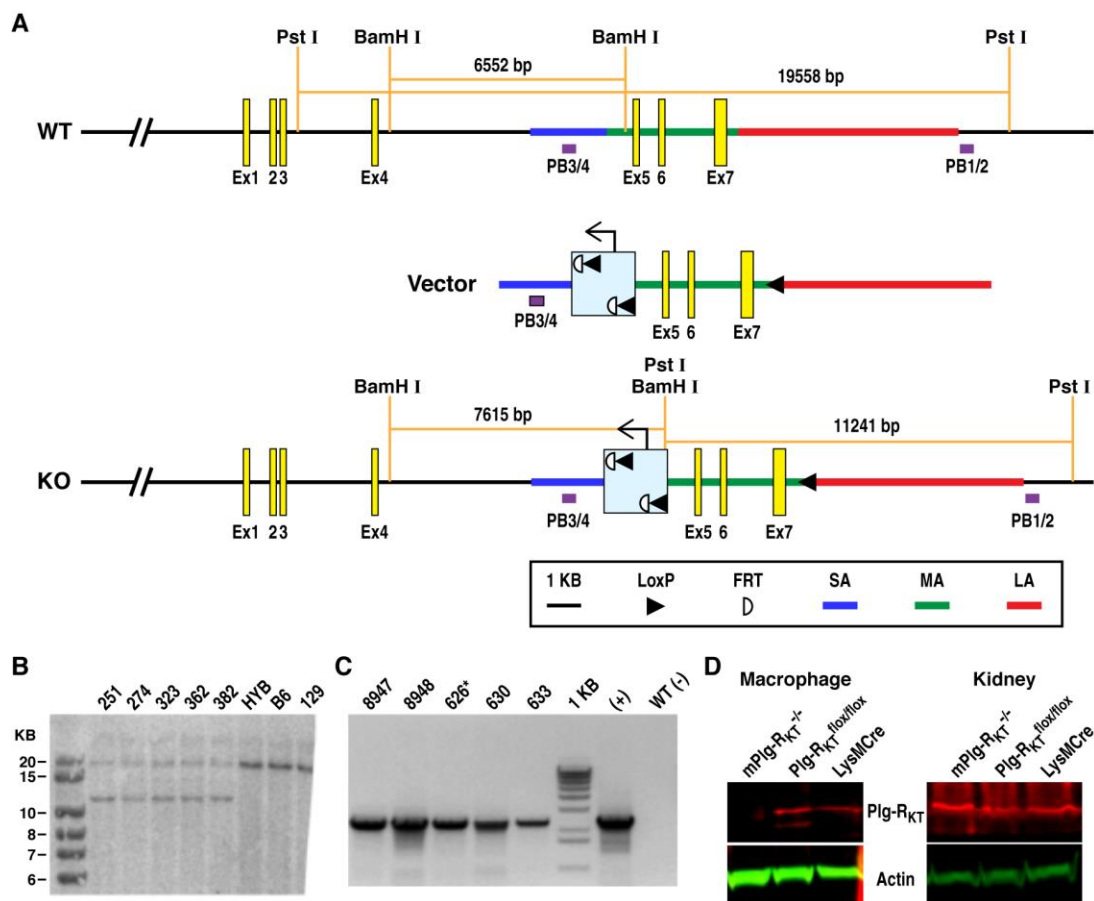 A
Pst I BamH I BamH I Pst I
6552 bp
19558 bp
WT
PB3/4 PB1/2
Ex1 2 3 Ex4 Ex5 6 Ex7
Vector
PB3/4
Ex5 6 Ex7
Pst I
BamH I BamH I Pst I
7615 bp 11241 bp
KO
PB3/4 PB1/2
Ex1 2 3 Ex4 Ex5 6 Ex7
1 KB LoxP FRT SA MA LA
B
251 274 323 362 382 HYB B6 129
KB
20
15
10
8
7
6
C
8947 8948 626* 630 633 1 KB (+) WT (-)
D
Macrophage Kidney
mPlg-RKT-/- Plg-RKTflox/flox LysMCre mPlg-RKT-/- Plg-RKTflox/flox LysMCre
Plg-RKT
Actin